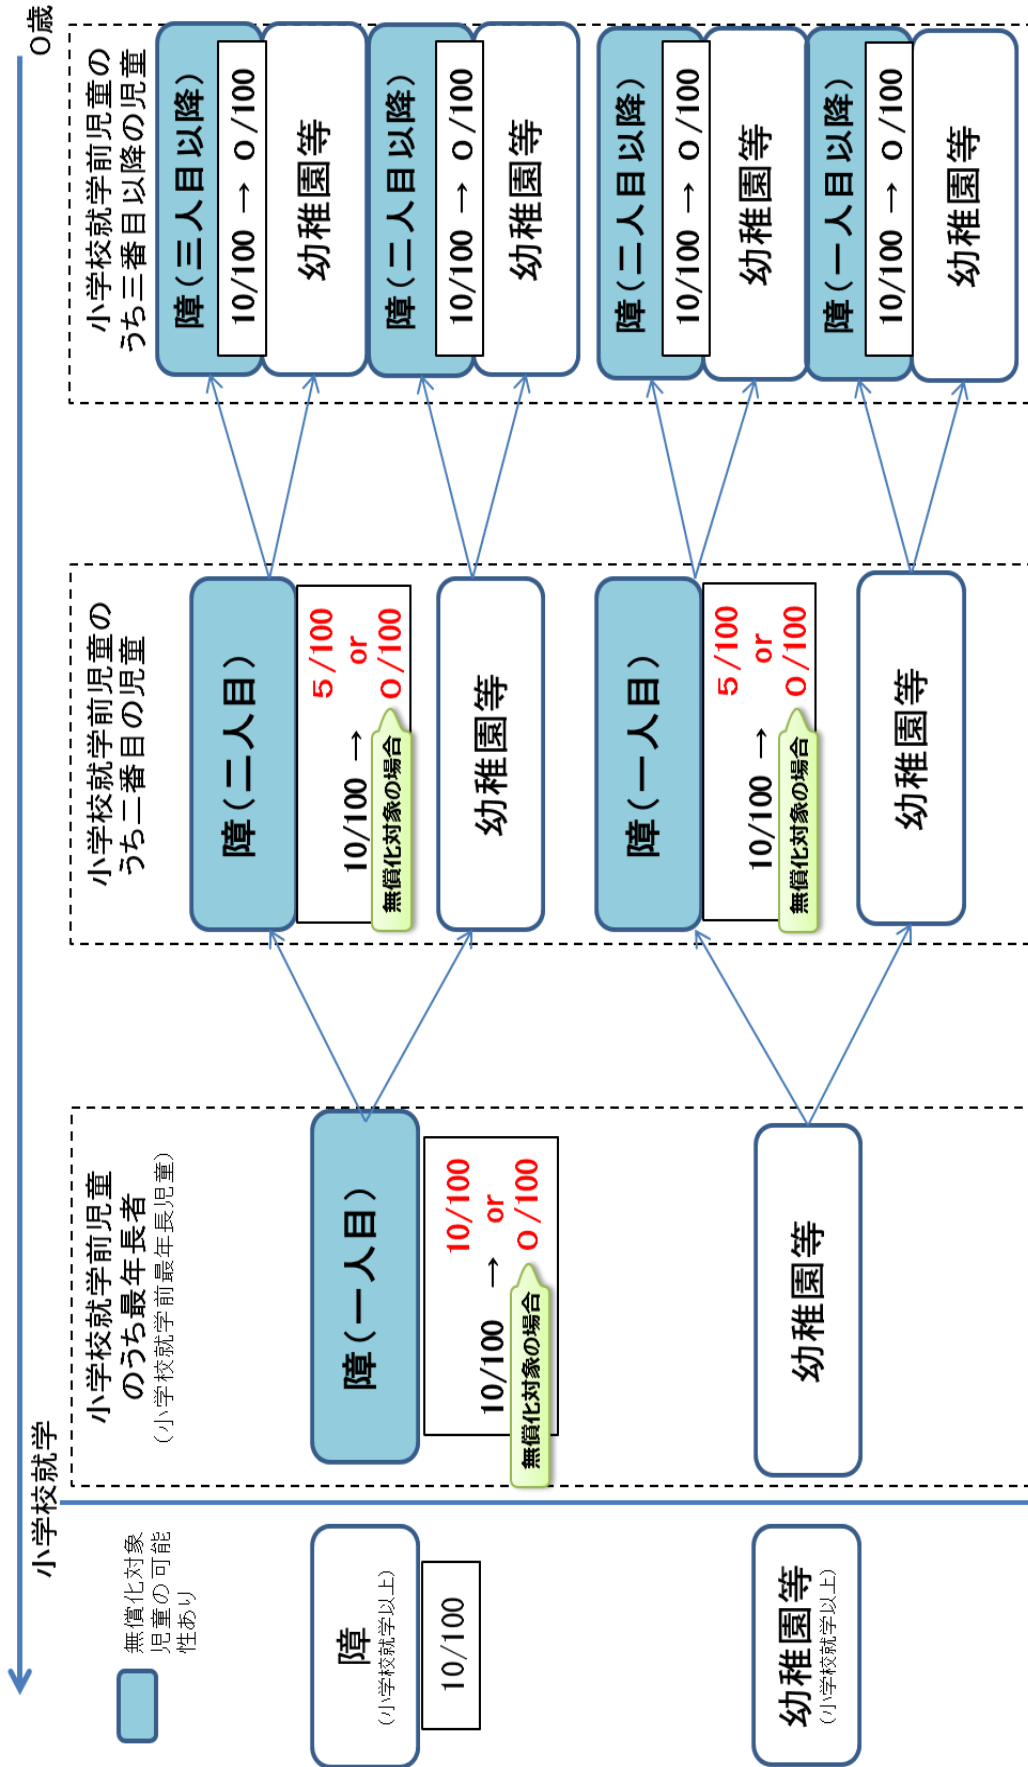 小学校就学
０歳
無償化対象
児童の可能
性あり
障
（小学校就学以上）
10/100
幼稚園等
（小学校就学以上）
小学校就学前児童
のうち最年長者
（小学校就学前最年長児童）
障（一人目）
10/100 →
10/100
or
０/100
無償化対象の場合
幼稚園等
小学校就学前児童の
うち二番目の児童
障（二人目）
10/100 →
５/100
or
０/100
無償化対象の場合
幼稚園等
障（一人目）
10/100 →
５/100
or
０/100
無償化対象の場合
幼稚園等
小学校就学前児童の
うち三番目以降の児童
障（三人目以降）
10/100 → ０/100
幼稚園等
障（二人目以降）
10/100 → ０/100
幼稚園等
障（二人目以降）
10/100 → ０/100
幼稚園等
障（一人目以降）
10/100 → ０/100
幼稚園等